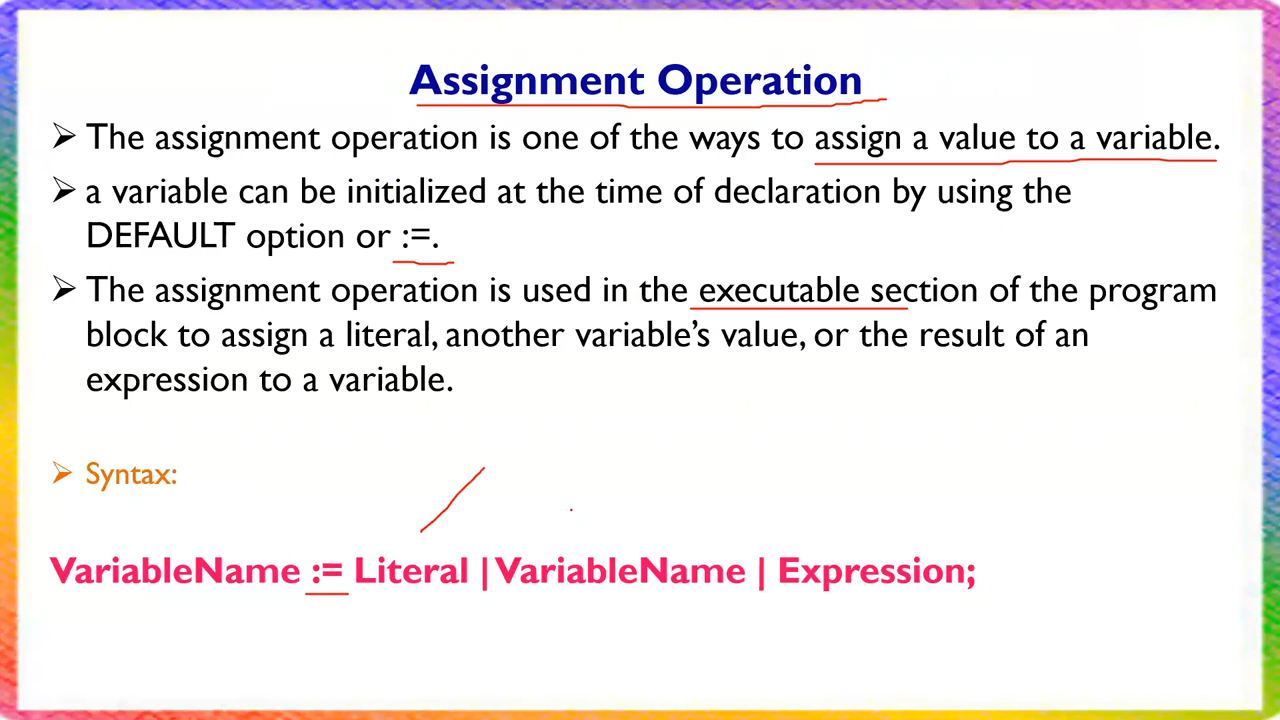 Assignment Operation
➢ The assignment operation is one of the ways to assign a value to a variable.
➢ a variable can be initialized at the time of declaration by using the
DEFAULT option or :=.
➢ The assignment operation is used in the executable section of the program
block to assign a literal, another variable’s value, or the result of an
expression to a variable.
➢ Syntax:
VariableName := Literal | VariableName | Expression;